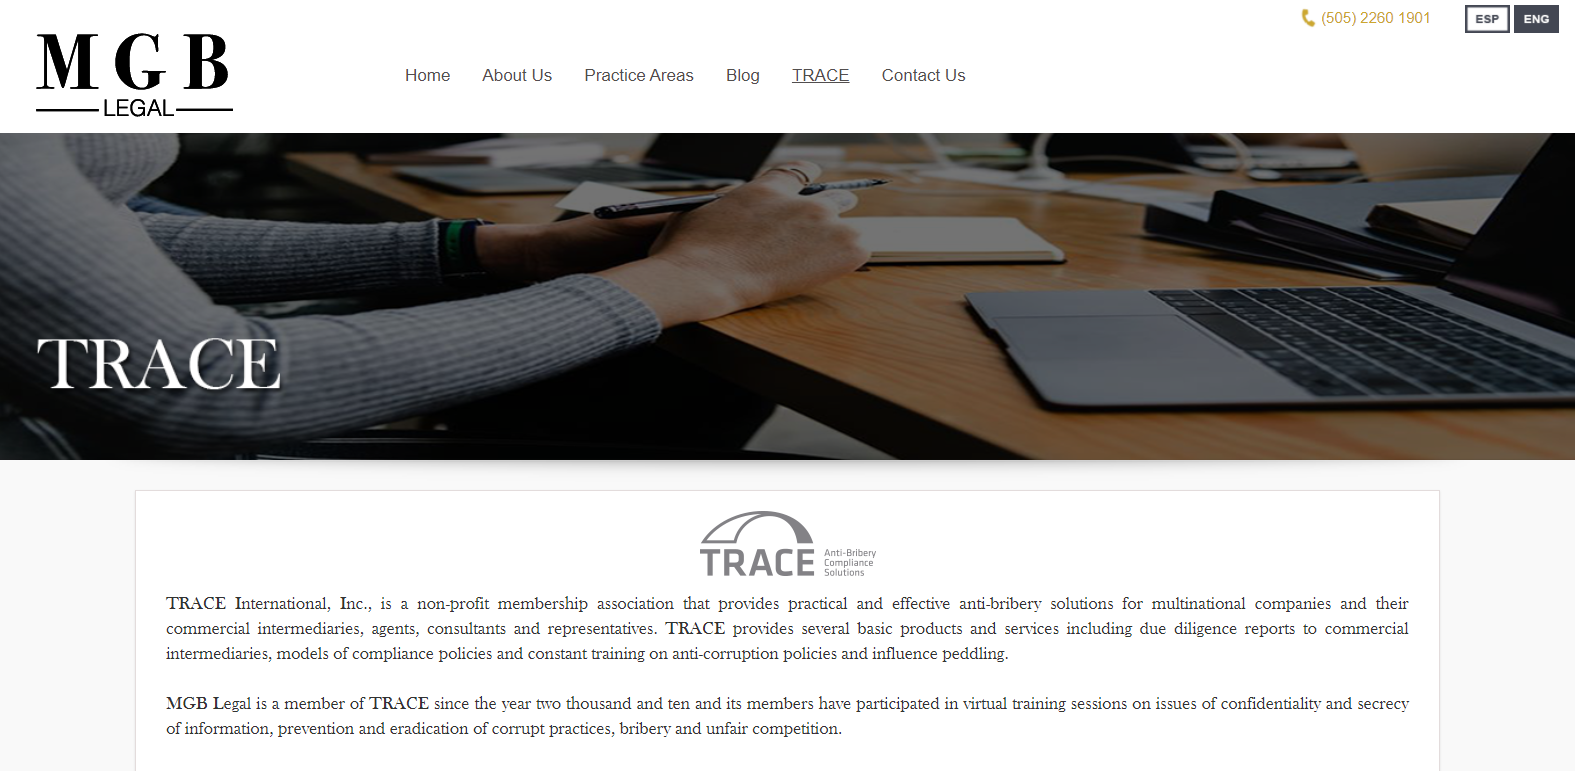 (505) 2260 1901
ESP
ENG
MGB
LEGAL
Home
About Us
Practice Areas
Blog
TRACE
Contact Us
TRACE
TRACE
Anti-Bribery
Compliance
Solutions
TRACE International, Inc., is a non-profit membership association that provides practical and effective anti-bribery solutions for multinational companies and their
commercial intermediaries, agents, consultants and representatives. TRACE provides several basic products and services including due diligence reports to commercial
intermediaries, models of compliance policies and constant training on anti-corruption policies and influence peddling.
MGB Legal is a member of TRACE since the year two thousand and ten and its members have participated in virtual training sessions on issues of confidentiality and secrecy
of information, prevention and eradication of corrupt practices, bribery and unfair competition.